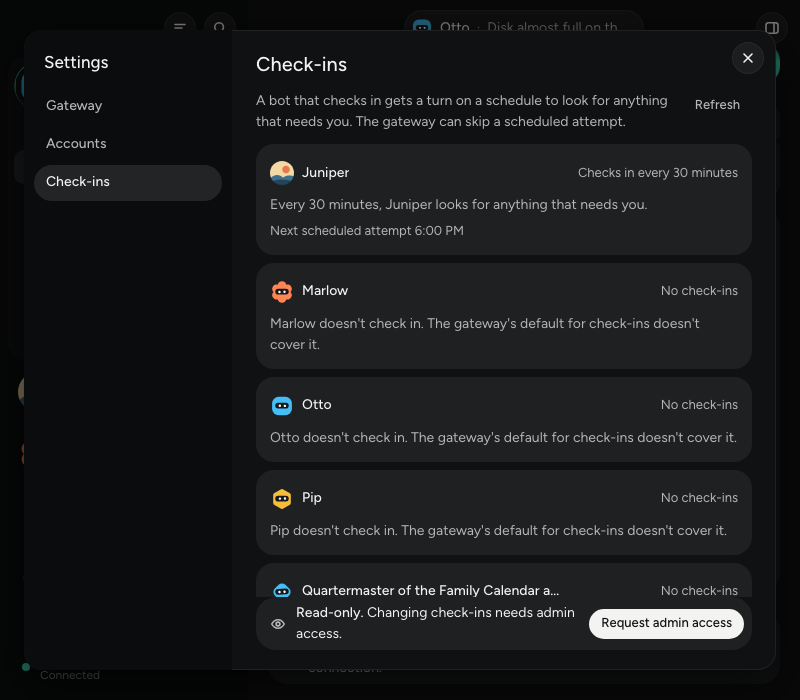 Otto · Disk almost full on th
Settings
Gateway
Accounts
Check-ins
Check-ins
A bot that checks in gets a turn on a schedule to look for anything
that needs you. The gateway can skip a scheduled attempt.
Refresh
Juniper
Checks in every 30 minutes
Every 30 minutes, Juniper looks for anything that needs you.
Next scheduled attempt 6:00 PM
Marlow
No check-ins
Marlow doesn't check in. The gateway's default for check-ins doesn't
cover it.
Otto
No check-ins
Otto doesn't check in. The gateway's default for check-ins doesn't cover it.
Pip
No check-ins
Pip doesn't check in. The gateway's default for check-ins doesn't cover it.
Quartermaster of the Family Calendar a...
No check-ins
Read-only. Changing check-ins needs admin
access.
Request admin access
Connected
connection.